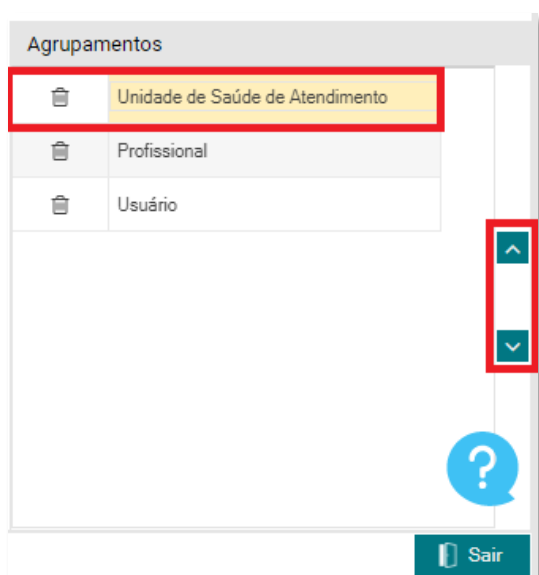 Agrupamentos
Unidade de Saúde de Atendimento
Profissional
Usuário
?
Sair